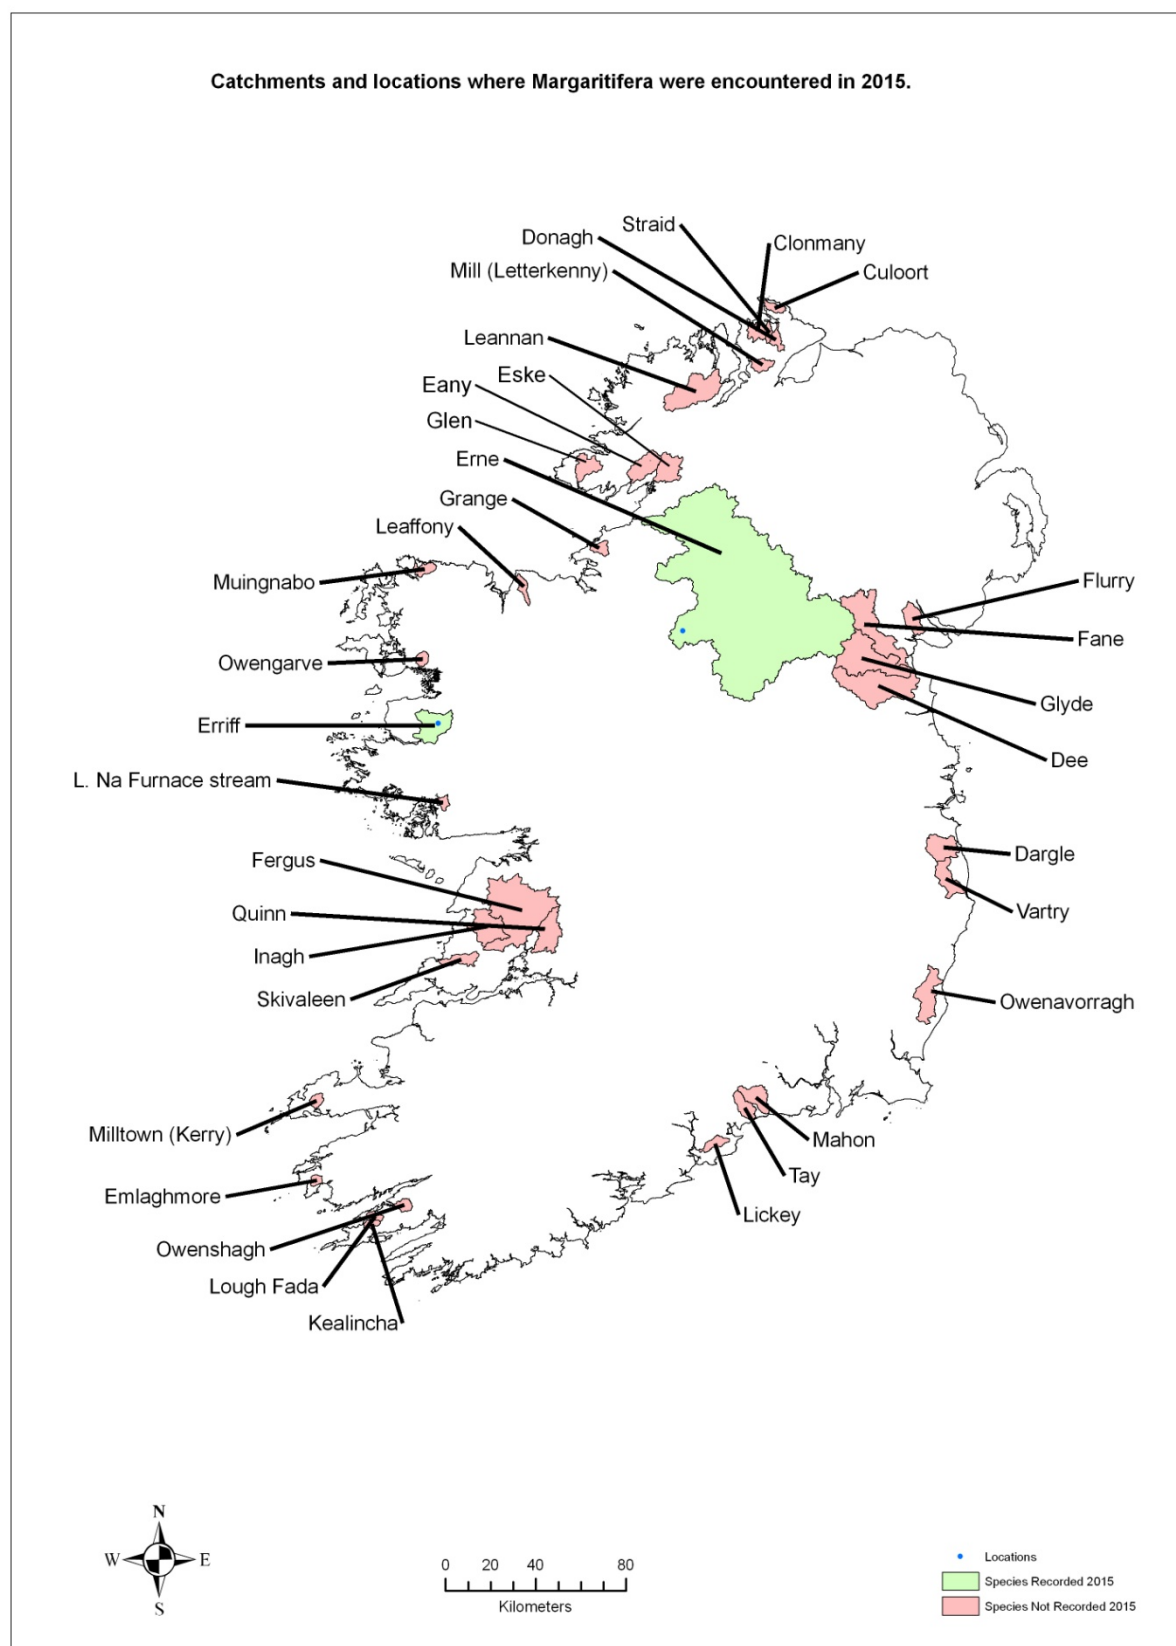 Catchments and locations where Margaritifera were encountered in 2015.
Straid
Donagh
Clonmany
Mill (Letterkenny)
Culoort
Leannan
Eske
Eany
Glen
Erne
Grange
Leaffony
Muingnabo
Flurry
Fane
Owengarve
Glyde
Erriff
Dee
L. Na Furnace stream
Dargle
Fergus
Vartry
Quinn
Inagh
Skivaleen
Owenavorragh
Milltown (Kerry)
Mahon
Tay
Emlaghmore
Lickey
Owenshagh
Lough Fada
Kealincha
N
W E
S
0 20 40 80
Kilometers
Locations
Species Recorded 2015
Species Not Recorded 2015